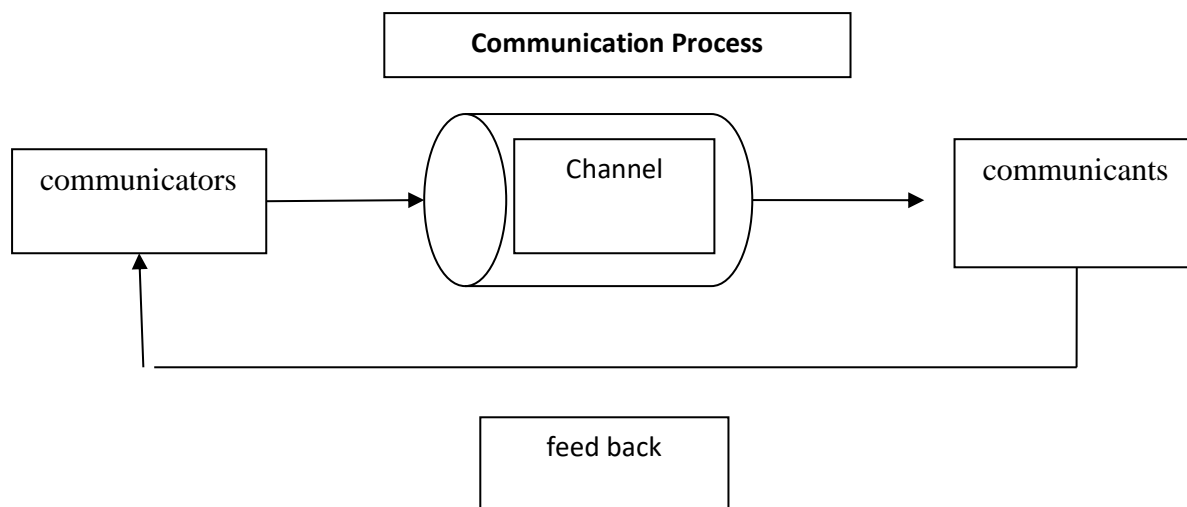 Communication Process
communicators
Channel
communicants
feed back